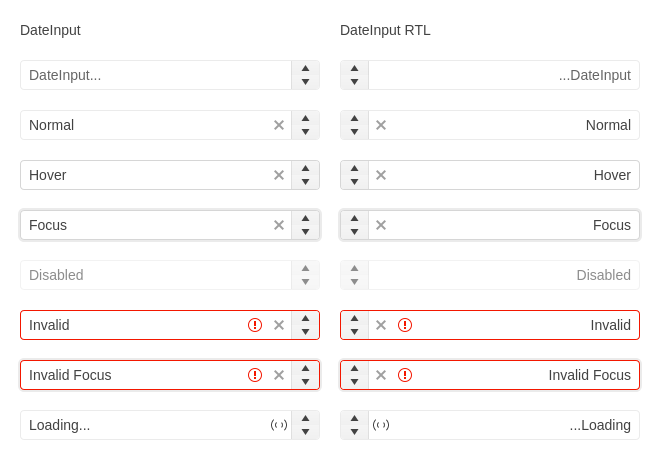 DateInput
DateInput RTL
DateInput...
...DateInput
Normal
Normal
Hover
Hover
Focus
Focus
Disabled
Disabled
Invalid
Invalid
Invalid Focus
Invalid Focus
Loading...
...Loading